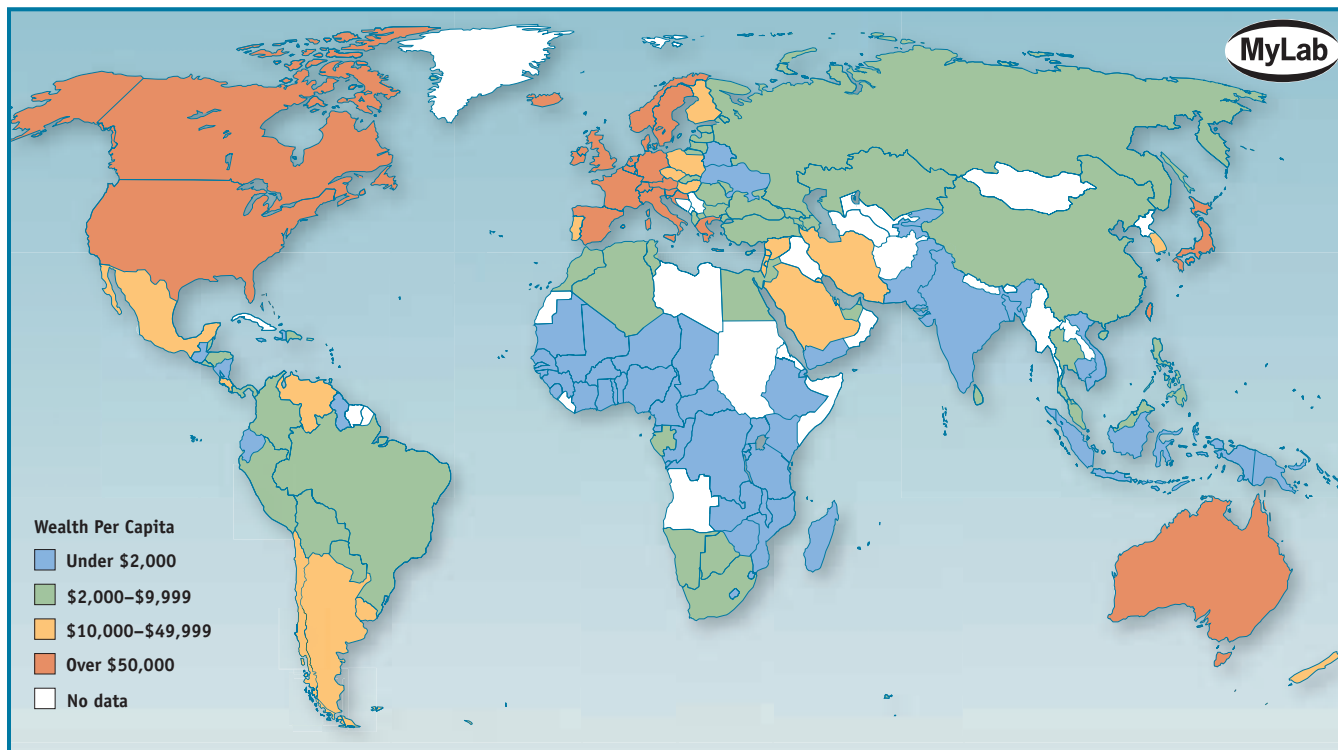 MyLab
Wealth Per Capita
Under $2,000
$2,000–$9,999
$10,000–$49,999
Over $50,000
No data